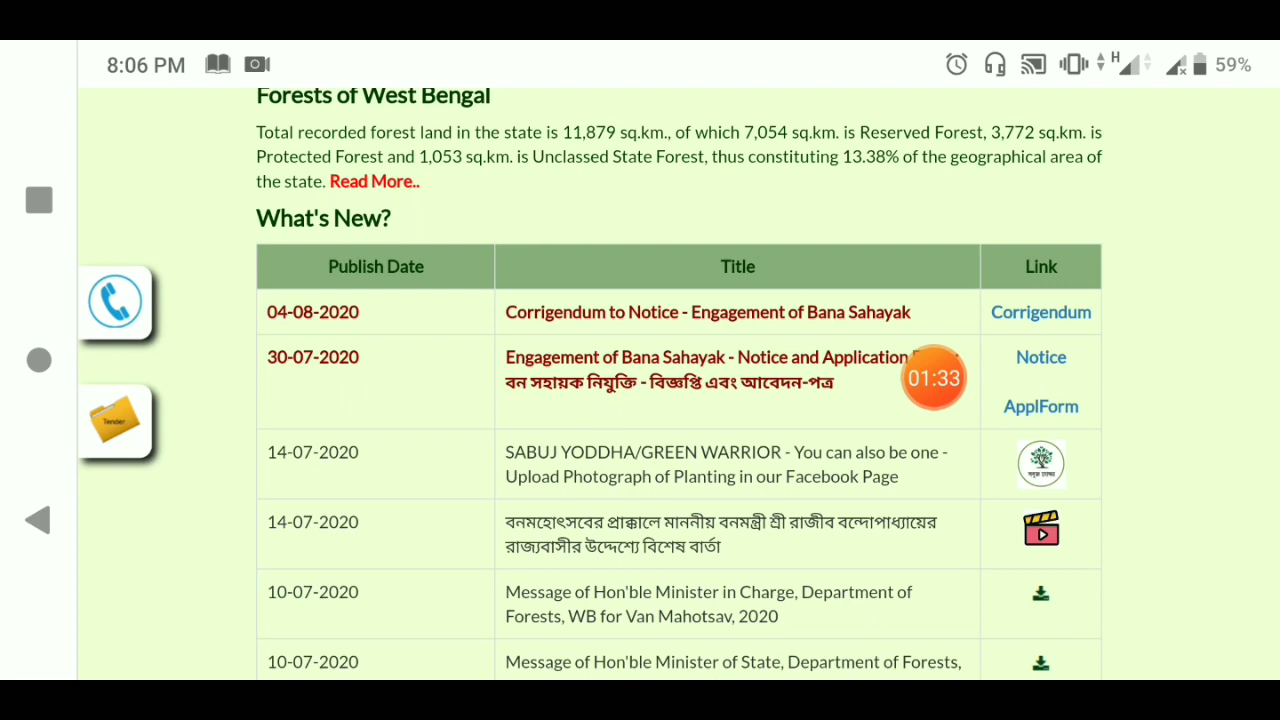 8:06 PM
H
59%
Forests of West Bengal
Total recorded forest land in the state is 11,879 sq.km., of which 7,054 sq.km. is Reserved Forest, 3,772 sq.km. is
Protected Forest and 1,053 sq.km. is Unclassed State Forest, thus constituting 13.38% of the geographical area of
the state. Read More..
What's New?
Publish Date Title Link
04-08-2020 Corrigendum to Notice - Engagement of Bana Sahayak Corrigendum
30-07-2020 Engagement of Bana Sahayak - Notice and Application Notice
বন সহায়ক নিযুক্তি - বিজ্ঞপ্তি এবং আবেদন-পত্র
01:33
ApplForm
Tender
14-07-2020 SABUJ YODDHA/GREEN WARRIOR - You can also be one -
Upload Photograph of Planting in our Facebook Page
14-07-2020 বনমহোৎসবের প্রাক্কালে মাননীয় বনমন্ত্রী শ্রী রাজীব বন্দোপাধ্যায়ের
রাজ্যবাসীর উদ্দেশ্যে বিশেষ বার্তা
10-07-2020 Message of Hon'ble Minister in Charge, Department of
Forests, WB for Van Mahotsav, 2020
10-07-2020 Message of Hon'ble Minister of State, Department of Forests,